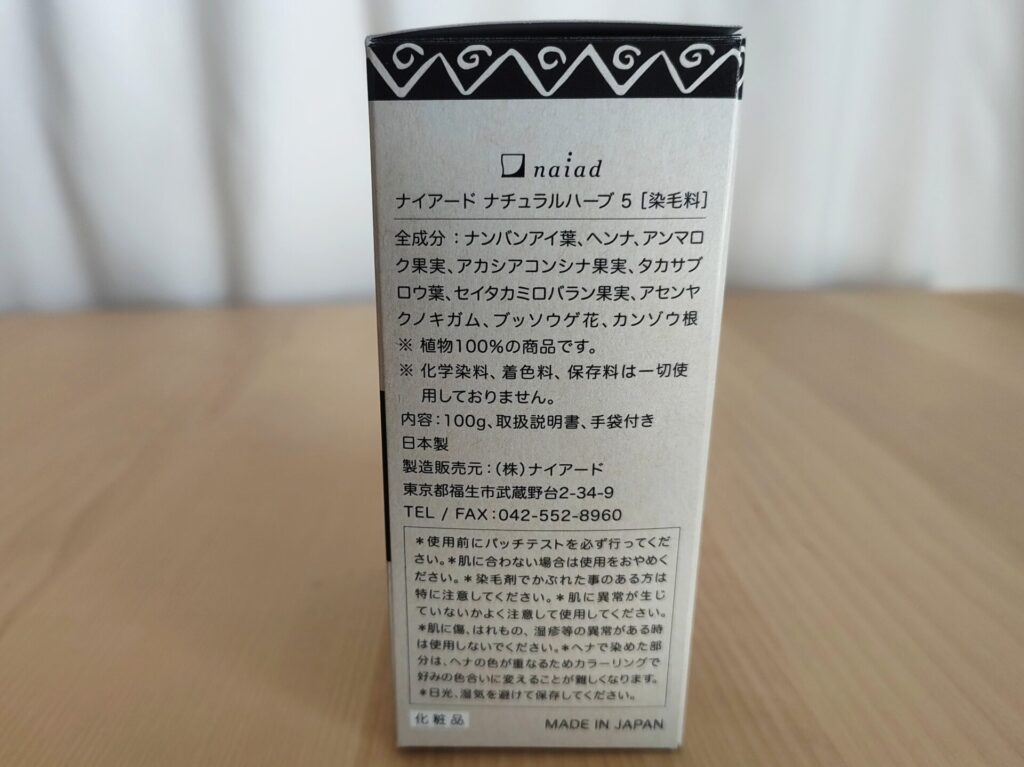 naiad
ナイアード ナチュラルハーブ 5 [染毛料]
全成分：ナンバンアイ葉、ヘンナ、アンマロ
ク果実、アカシアコンシナ果実、タカサブ
ロウ葉、セイタカミロバラン果実、アセンヤ
クノキガム、ブッソウゲ花、カンゾウ根
※ 植物100%の商品です。
※ 化学染料、着色料、保存料は一切使
用しておりません。
内容：100g、取扱説明書、手袋付き
日本製
製造販売元：（株）ナイアード
東京都福生市武蔵野台2-34-9
TEL / FAX：042-552-8960
＊使用前にパッチテストを必ず行ってくだ
さい。＊肌に合わない場合は使用をおやめく
ださい。＊染毛剤でかぶれた事のある方は
特に注意してください。＊肌に異常が生じ
ていないかよく注意して使用してください。
＊肌に傷、はれもの、湿疹等の異常がある時
は使用しないでください。＊ヘナで染めた部
分は、ヘナの色が重なるためカラーリングで
好みの色合いに変えることが難しくなります。
＊日光、湿気を避けて保存してください。
化粧品
MADE IN JAPAN